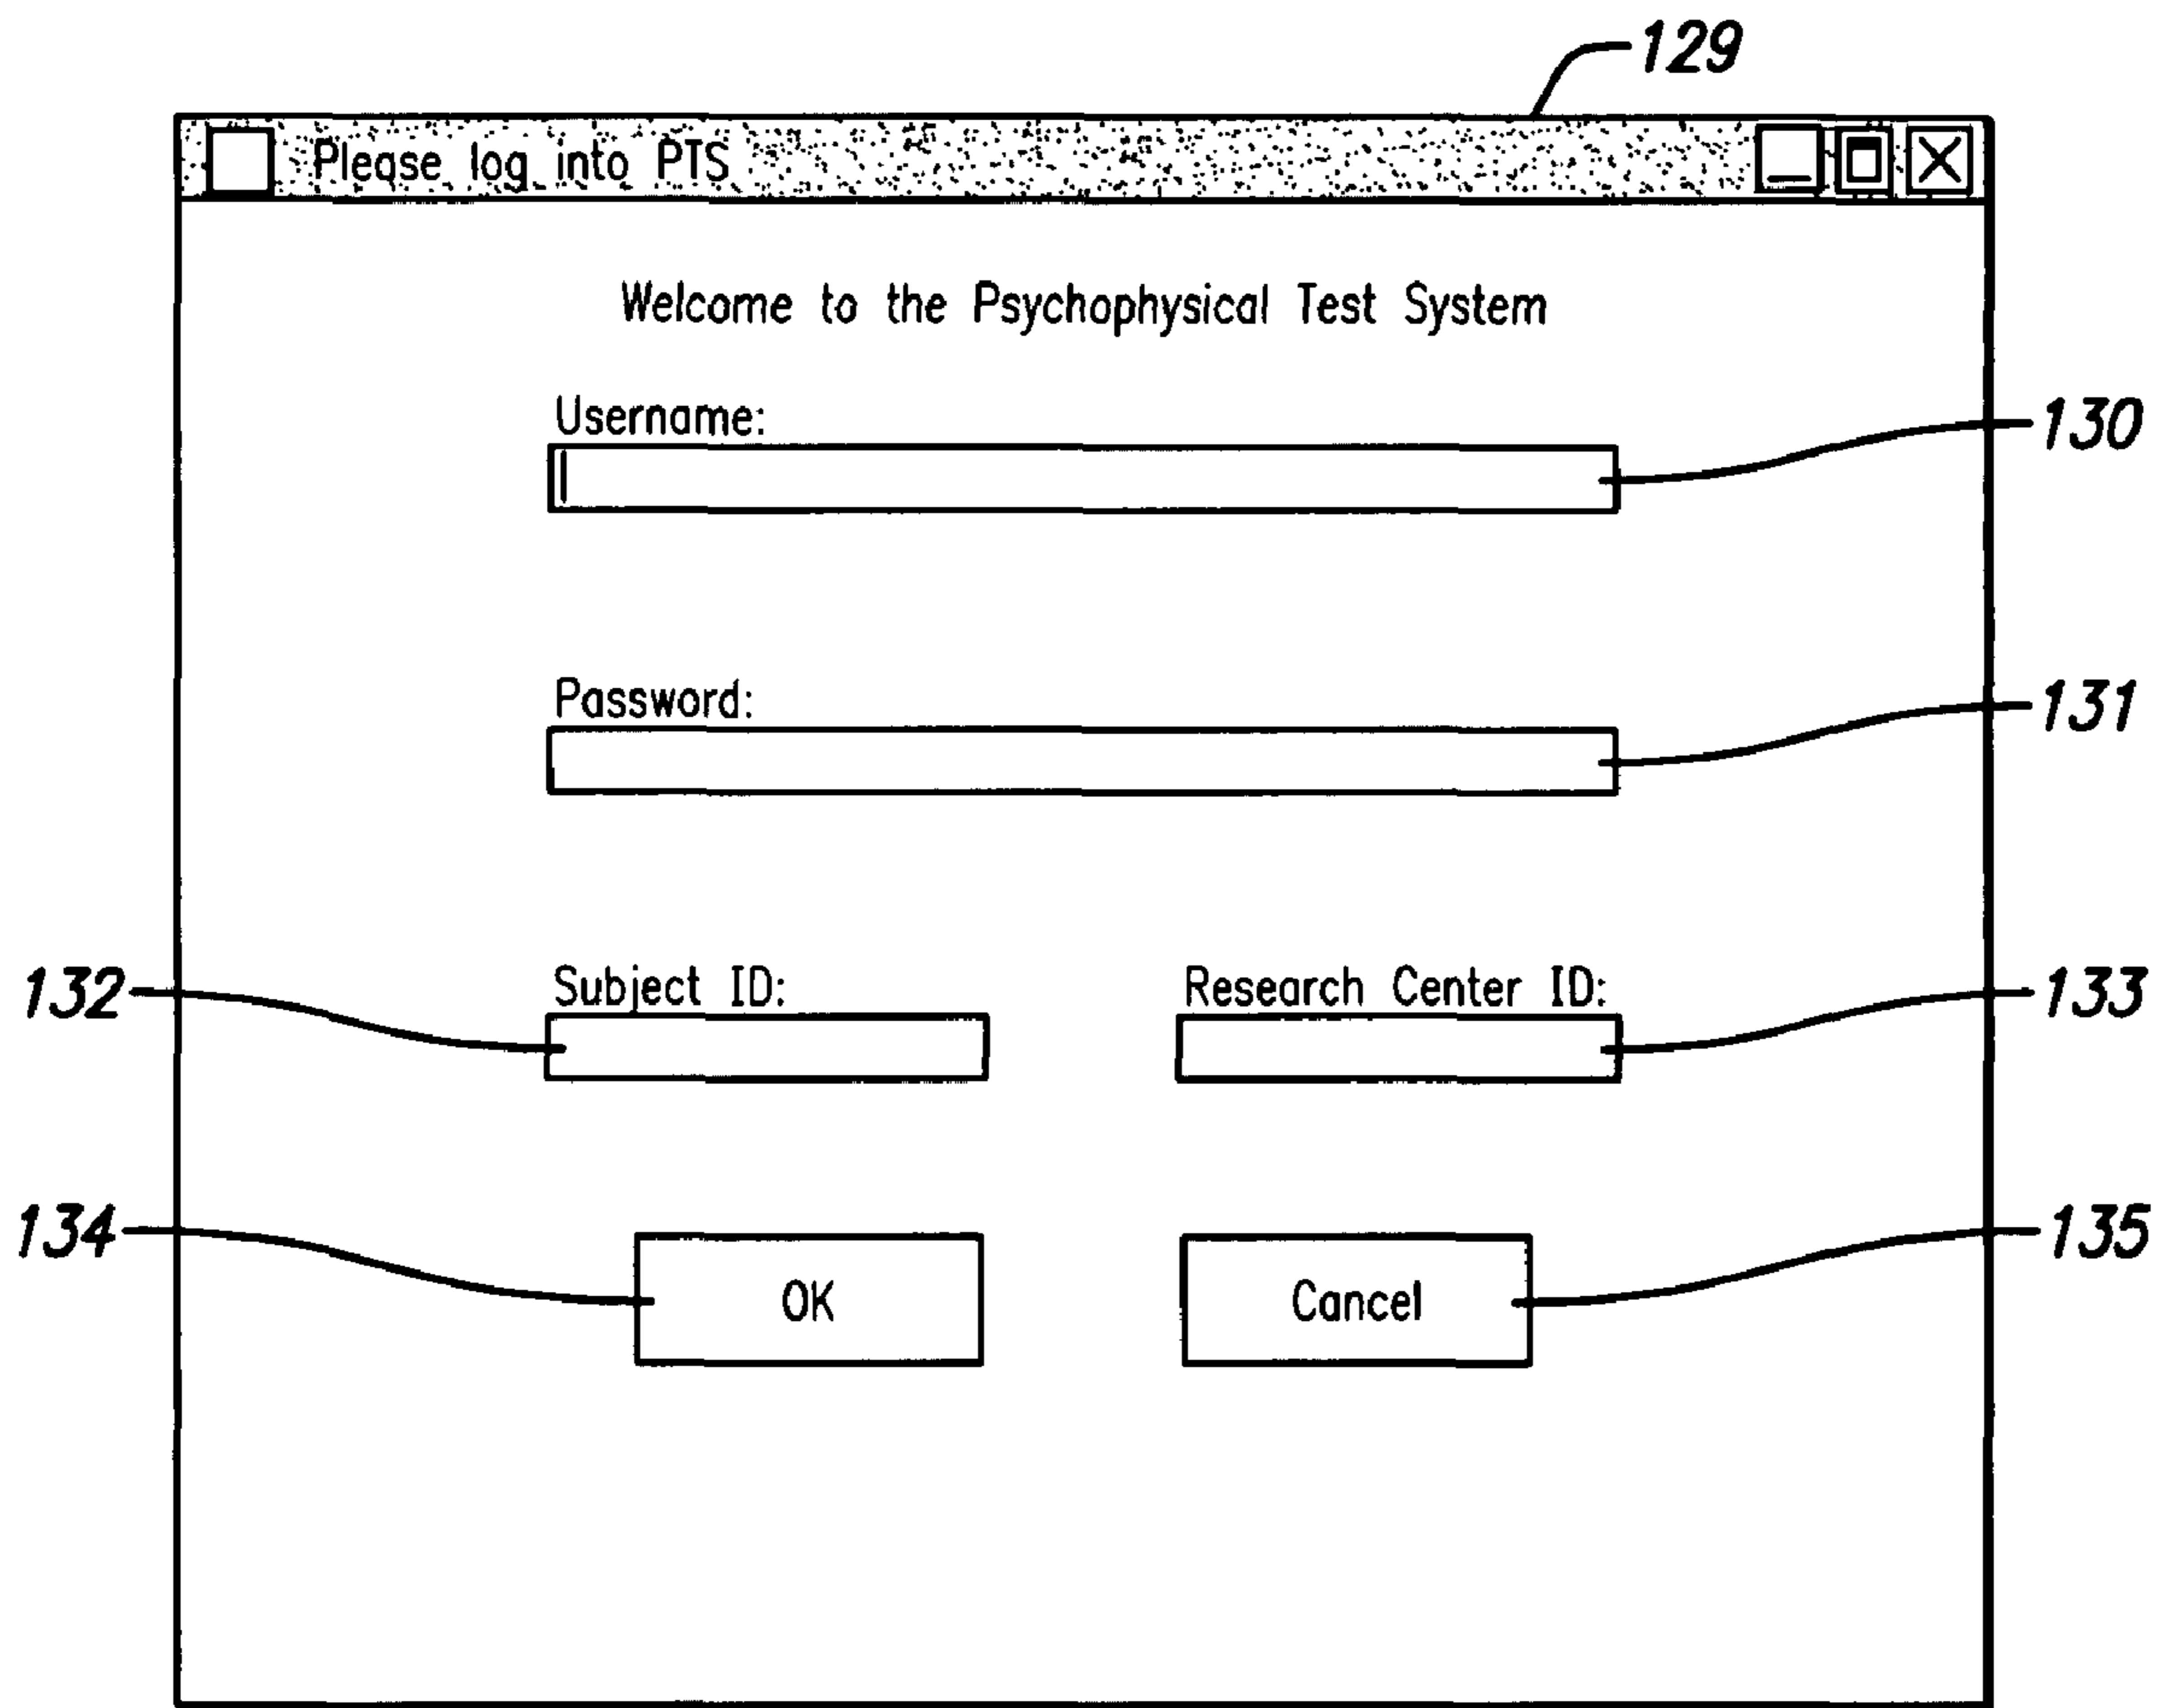 129
Please log into PTS
Welcome to the Psychophysical Test System
Username:
130
Password:
131
132
Subject ID:
Research Center ID:
133
134
OK
Cancel
135